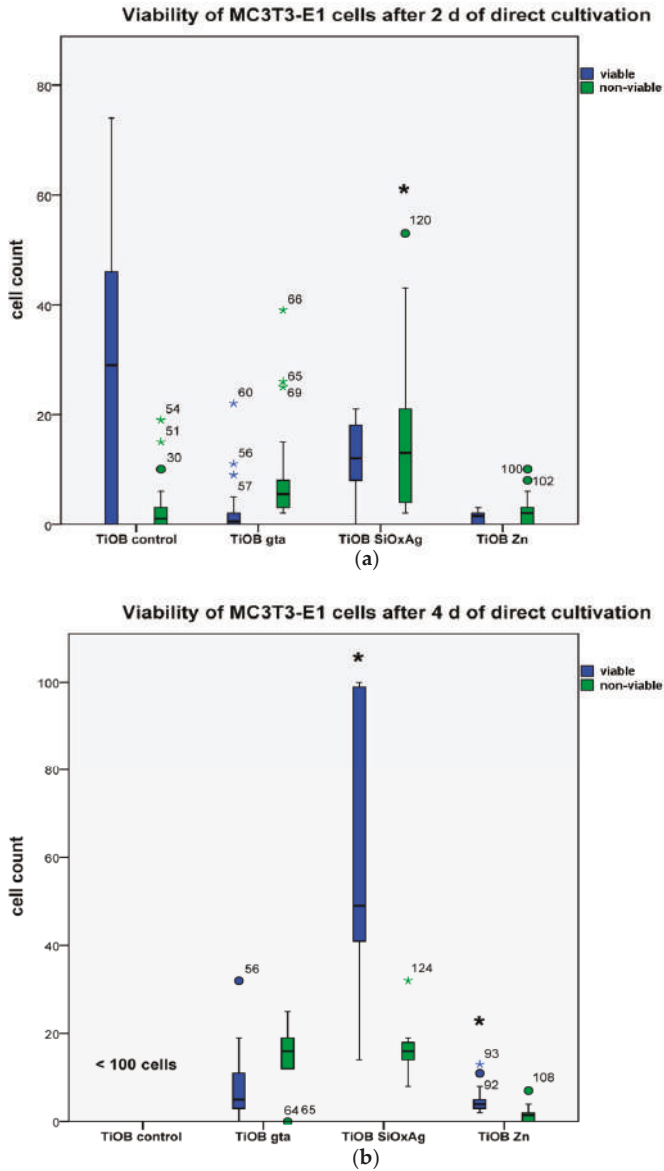 Viability of MC3T3-E1 cells after 2 d of direct cultivation
viable
non-viable
cell count
80
60
40
20
0
*
120
66
65
69
60
56
57
54
51
30
100
102
TiOB control TiOB gta TiOB SiOxAg TiOB Zn
(a)
Viability of MC3T3-E1 cells after 4 d of direct cultivation
viable
non-viable
cell count
100
80
60
40
20
0
*
56
124
*
93
92
108
64 65
< 100 cells
TiOB control TiOB gta TiOB SiOxAg TiOB Zn
(b)